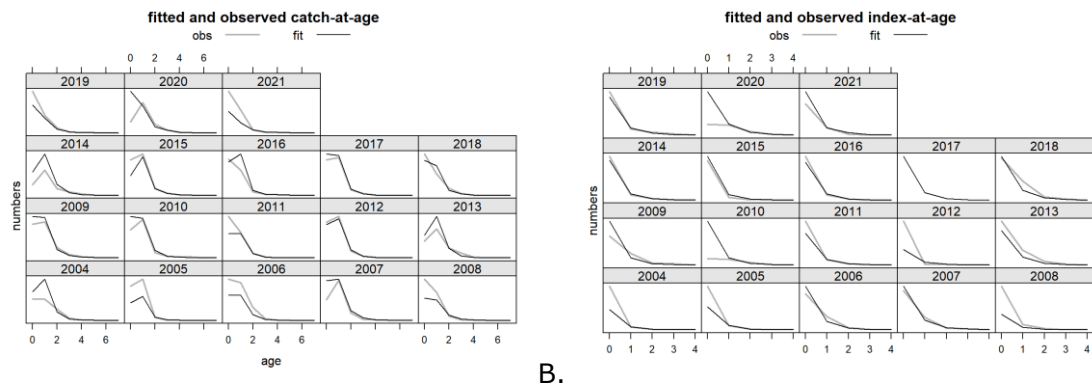 fitted and observed catch-at-age
obs fit
0 2 4 6
2019 2020 2021
2014 2015 2016 2017 2018
2009 2010 2011 2012 2013
2004 2005 2006 2007 2008
numbers
0 2 4 6 0 2 4 6 0 2 4 6
age
B.
fitted and observed index-at-age
obs fit
0 1 2 3 4
2019 2020 2021
2014 2015 2016 2017 2018
2009 2010 2011 2012 2013
2004 2005 2006 2007 2008
numbers
0 1 2 3 4 0 1 2 3 4 0 1 2 3 4